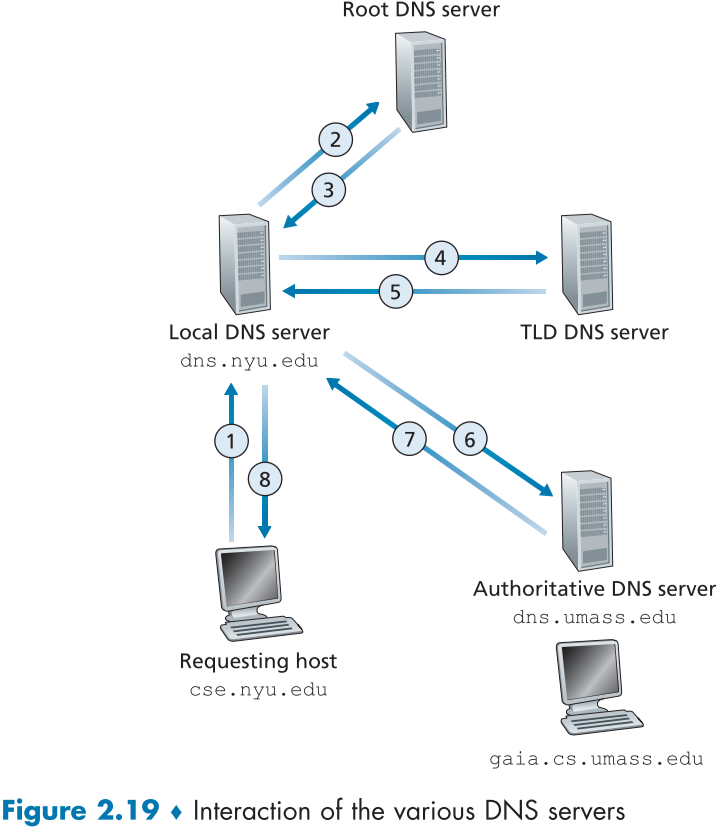 Root DNS server
2
3
4
5
Local DNS server
dns.nyu.edu
TLD DNS server
1
8
7
6
Requesting host
cse.nyu.edu
Authoritative DNS server
dns.umass.edu
gaia.cs.umass.edu
Figure 2.19 ♦ Interaction of the various DNS servers